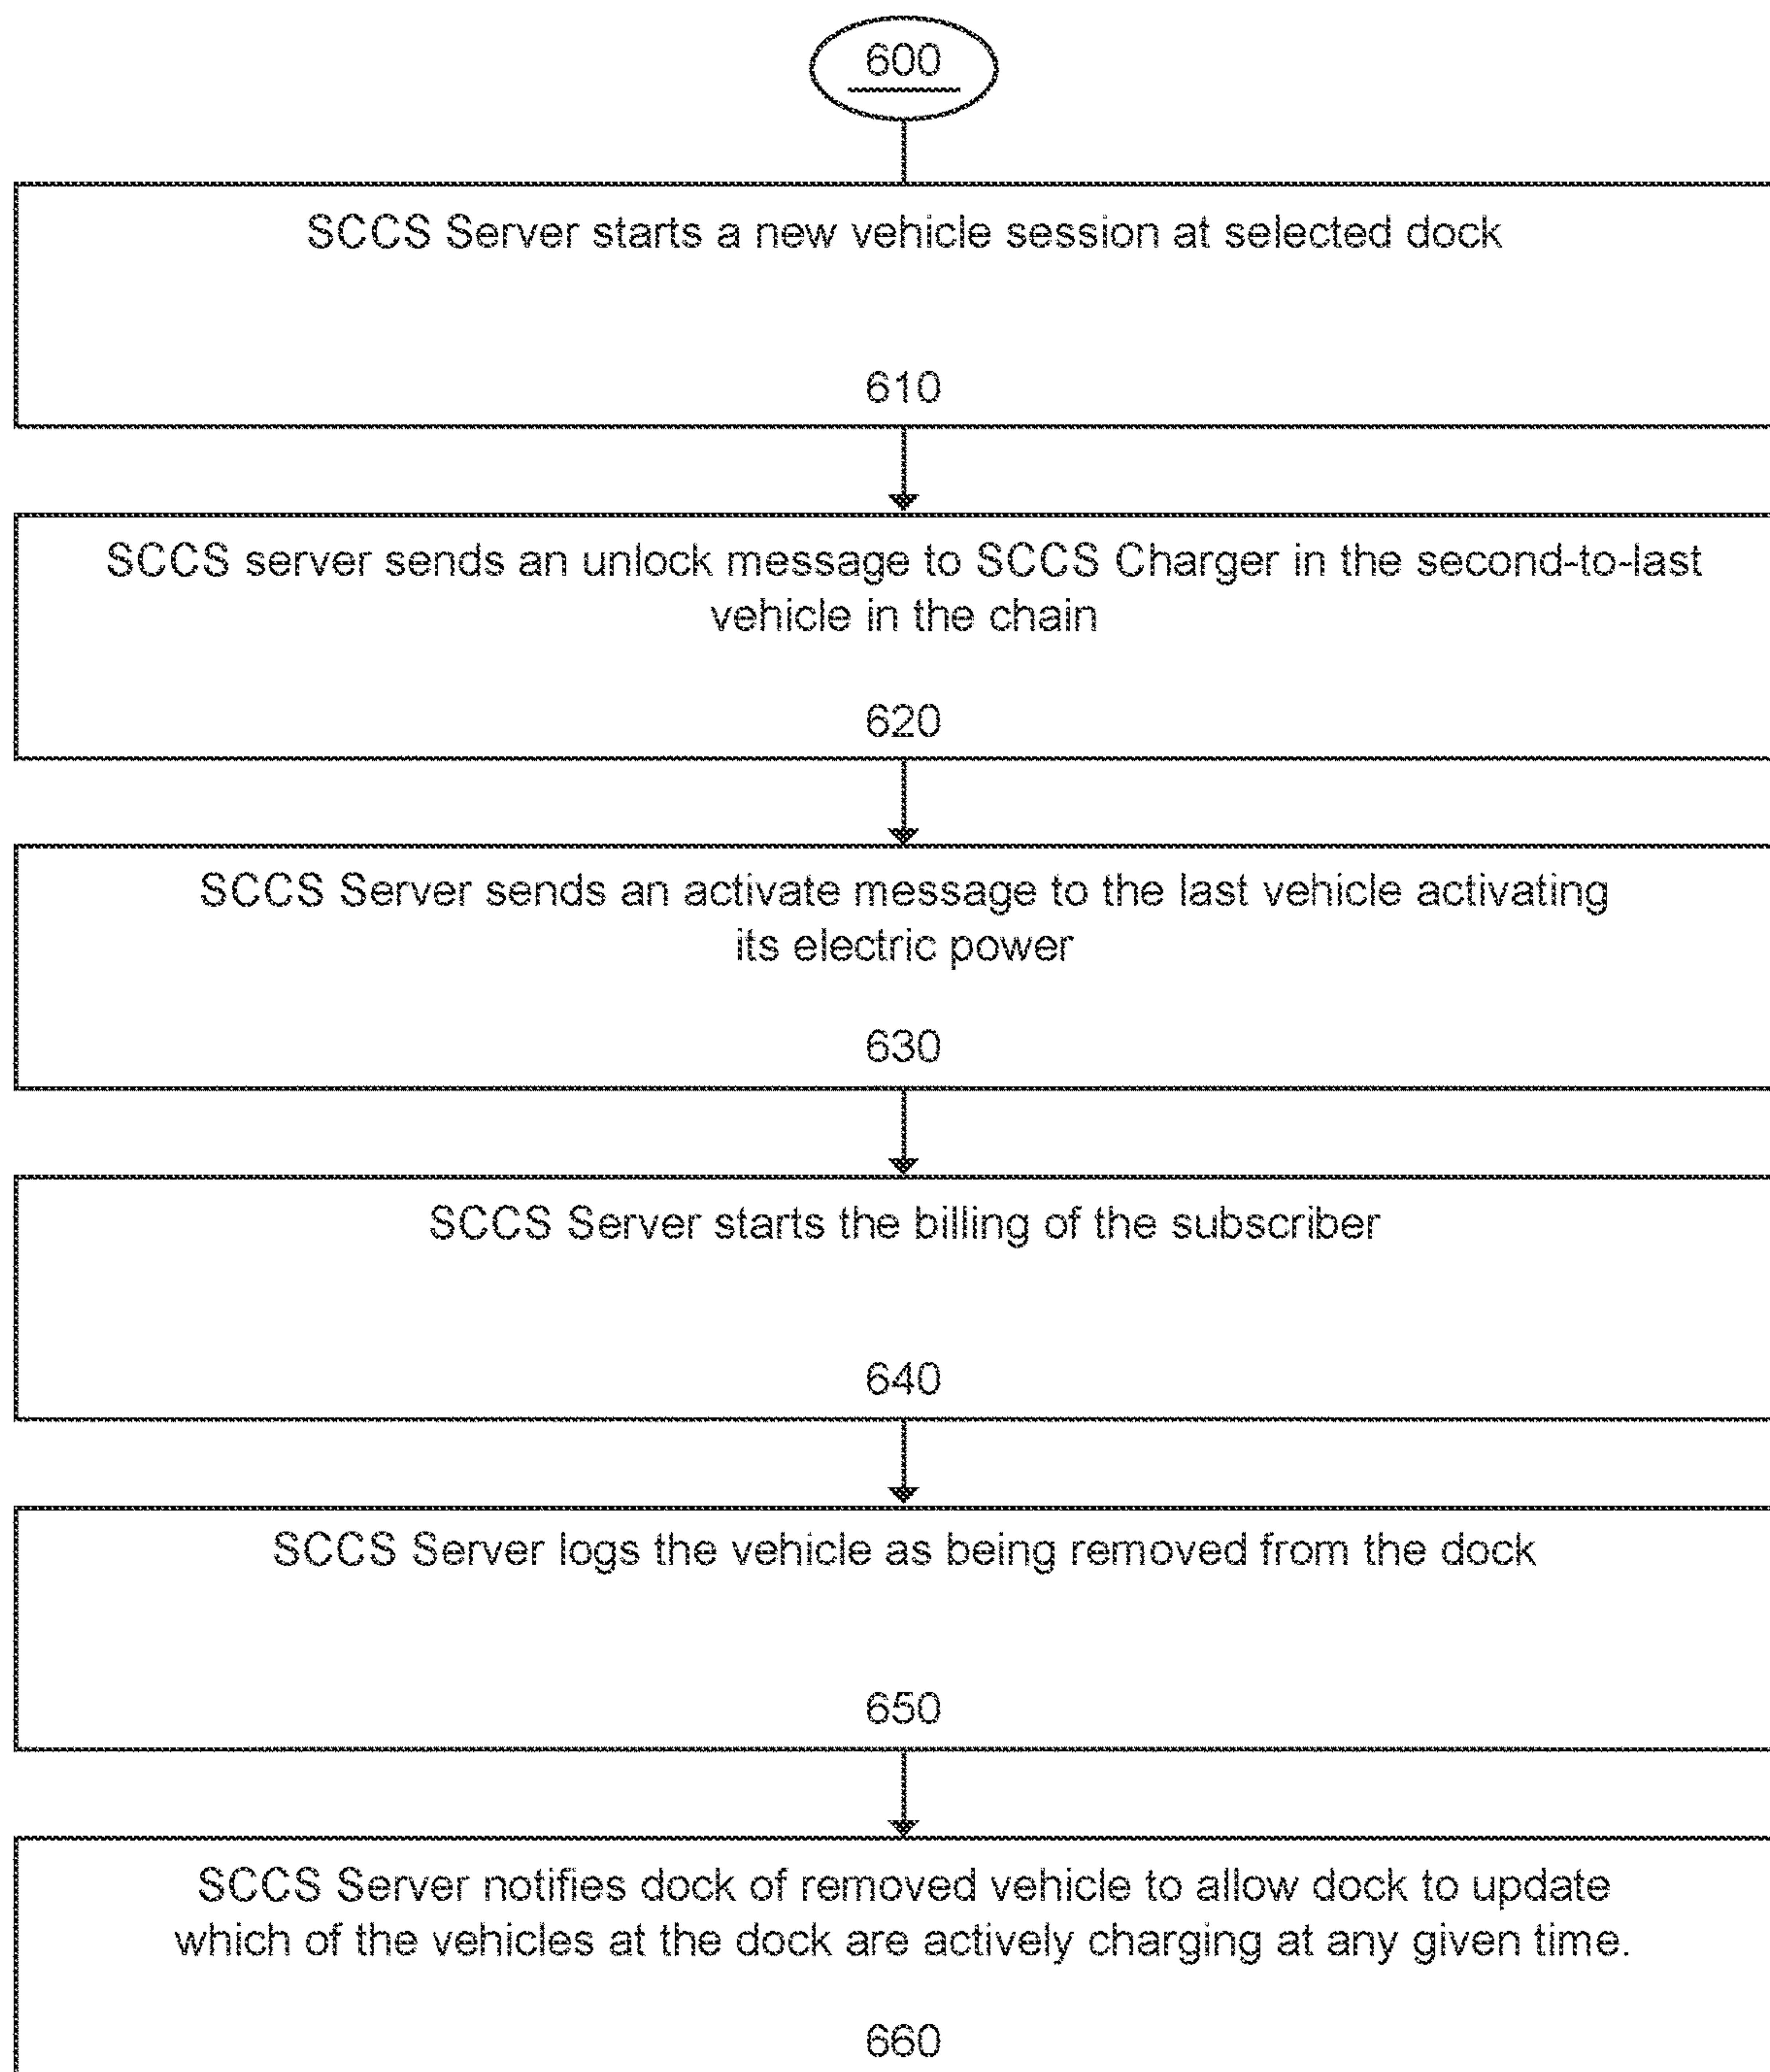 600
SCCS Server starts a new vehicle session at selected dock
610
SCCS server sends an unlock message to SCCS Charger in the second-to-last
vehicle in the chain
620
SCCS Server sends an activate message to the last vehicle activating
its electric power
630
SCCS Server starts the billing of the subscriber
640
SCCS Server logs the vehicle as being removed from the dock
650
SCCS Server notifies dock of removed vehicle to allow dock to update
which of the vehicles at the dock are actively charging at any given time.
660